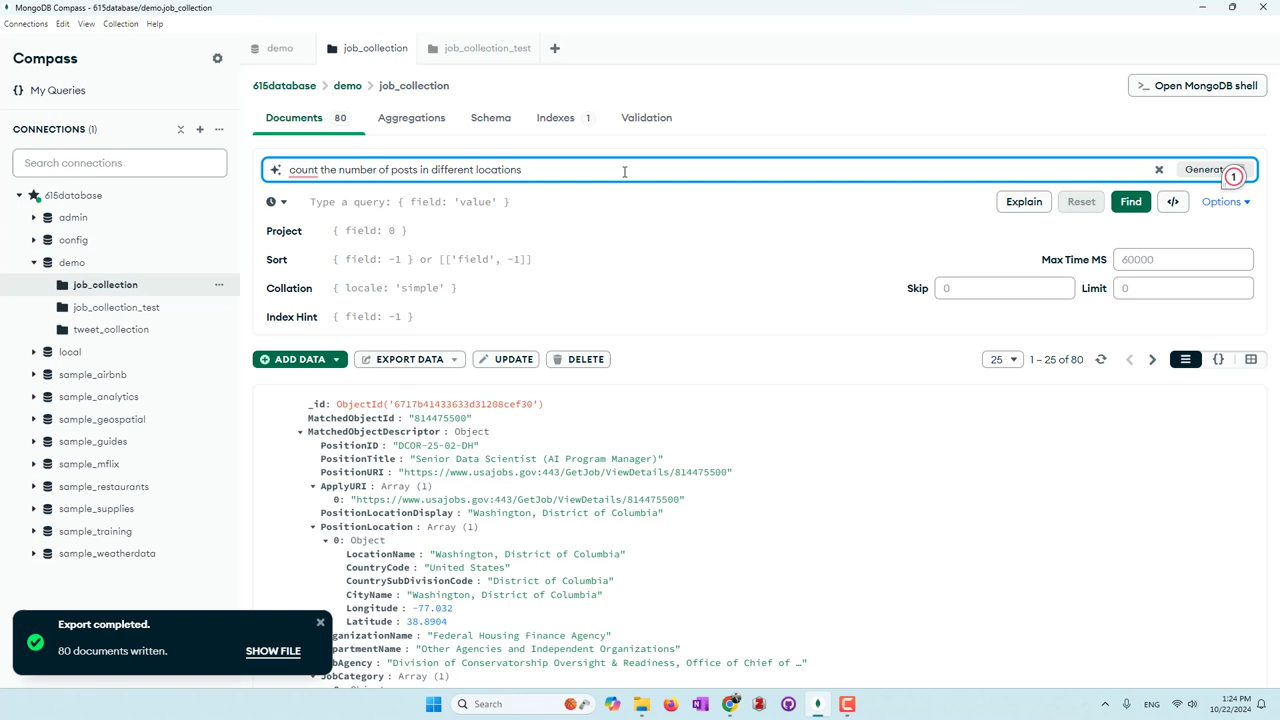 MongoDB Compass - 615database/demo.job_collection
Connections Edit View Collection Help
Compass
{} My Queries
CONNECTIONS (1)
Search connections
615database
admin
config
demo
job_collection
job_collection_test
tweet_collection
local
sample_airbnb
sample_analytics
sample_geospatial
sample_guides
sample_mflix
sample_restaurants
sample_supplies
sample_training
sample_weatherdata
demo
job_collection
job_collection_test
615database > demo > job_collection
>_ Open MongoDB shell
Documents 80 Aggregations Schema Indexes 1 Validation
count the number of posts in different locations
1
Type a query: { field: 'value' }
Explain Reset Find </> Options
Project { field: 0 }
Sort { field: -1 } or [['field', -1]]
Max Time MS 60000
Collation { locale: 'simple' }
Skip 0 Limit 0
Index Hint { field: -1 }
ADD DATA EXPORT DATA UPDATE DELETE
25 1 – 25 of 80
_id: ObjectId('6717b41433633d31208cef30')
MatchedObjectId : "814475500"
MatchedObjectDescriptor : Object
PositionID : "DCOR-25-02-DH"
PositionTitle : "Senior Data Scientist (AI Program Manager)"
PositionURI : "https://www.usajobs.gov:443/GetJob/ViewDetails/814475500"
ApplyURI : Array (1)
0: "https://www.usajobs.gov:443/GetJob/ViewDetails/814475500"
PositionLocationDisplay : "Washington, District of Columbia"
PositionLocation : Array (1)
0: Object
LocationName : "Washington, District of Columbia"
CountryCode : "United States"
CountrySubDivisionCode : "District of Columbia"
CityName : "Washington, District of Columbia"
Longitude : -77.032
Latitude : 38.8904
rganizationName : "Federal Housing Finance Agency"
partmentName : "Other Agencies and Independent Organizations"
bAgency : "Division of Conservatorship Oversight & Readiness, Office of Chief of …"
obCategory : Array (1)
Export completed.
80 documents written.
SHOW FILE
Search
ENG
1:24 PM
10/22/2024